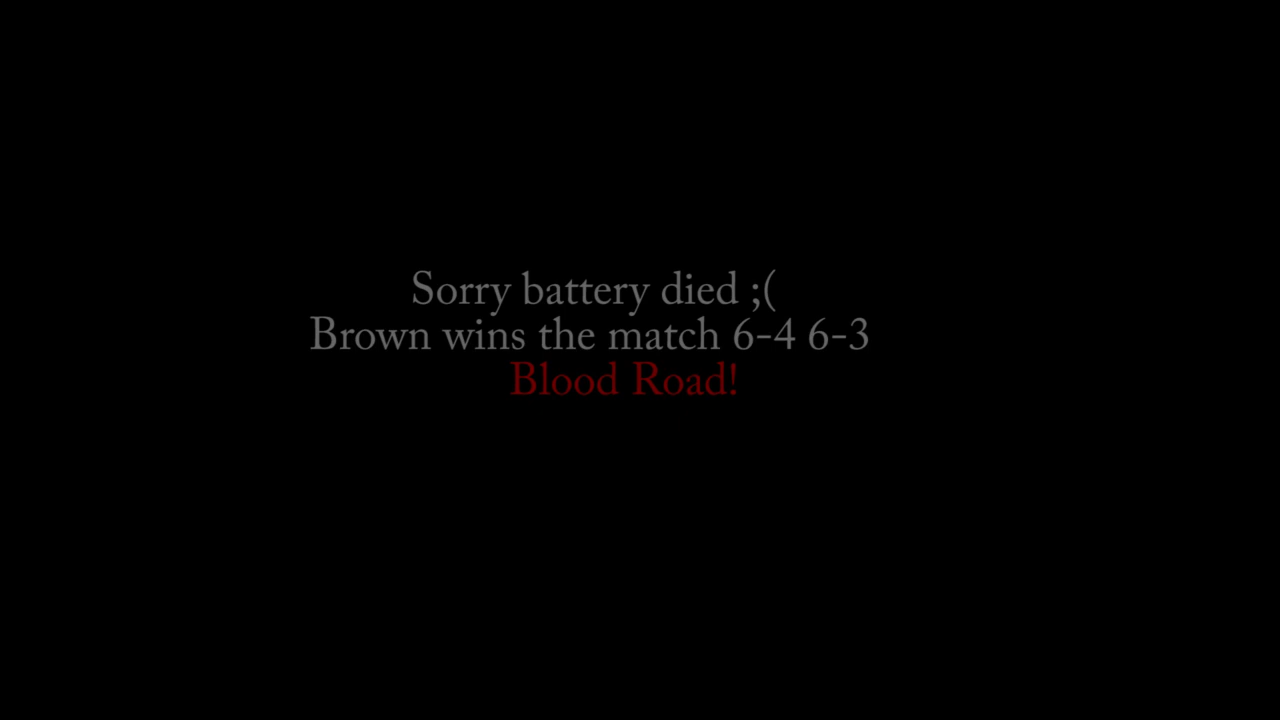 Sorry battery died ;(
Brown wins the match 6-4 6-3
Blood Road!